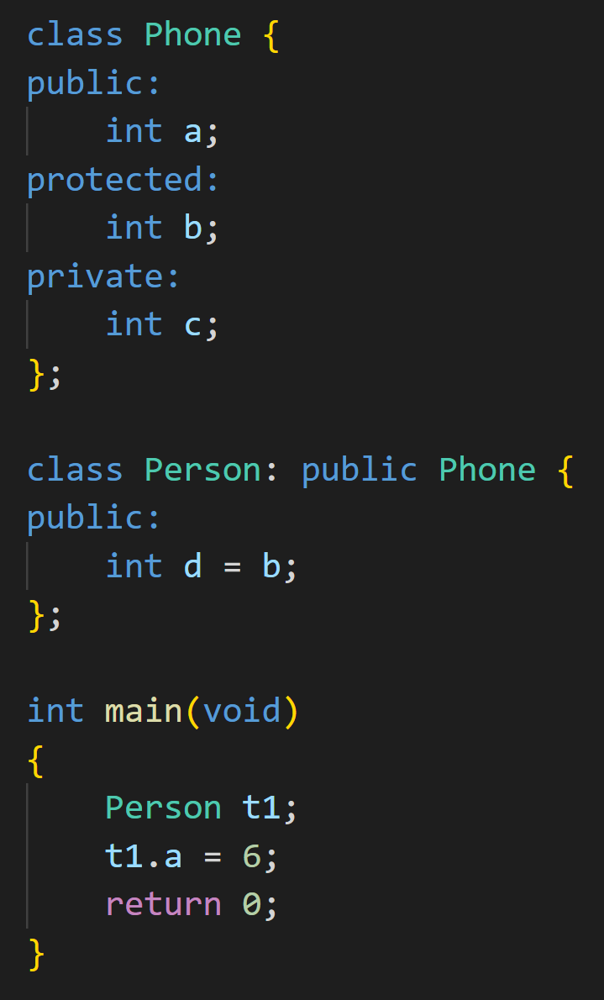 class Phone {
public:
    int a;
protected:
    int b;
private:
    int c;
};

class Person: public Phone {
public:
    int d = b;
};

int main(void)
{
    Person t1;
    t1.a = 6;
    return 0;
}